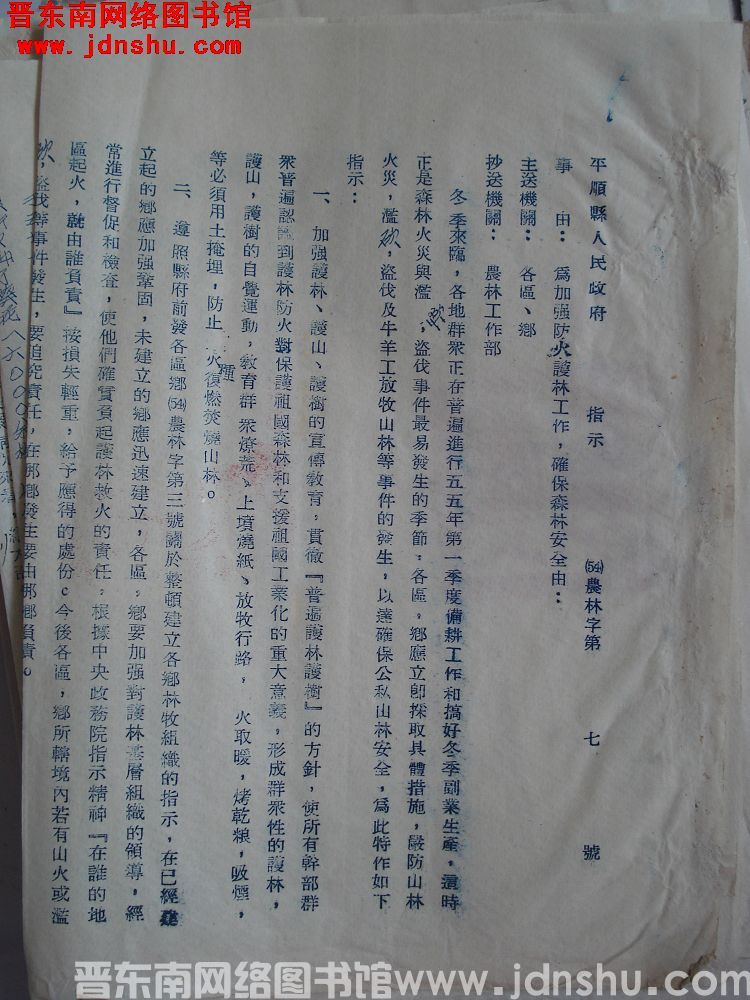 晋东南网络图书馆
www.jdnshu.com
平順縣人民政府 指示 (54)農林字第 七 號
事由：為加强防火護林工作，確保森林安全由：
主送機關：各區、鄉
抄送機關：農林工作部
冬季來臨，各地群衆正在普遍進行五五年第一季度備耕工作和搞好冬季副業生產，這時
正是森林火災與濫砍，盜伐事件最易發生的季節。各區，鄉應立即採取具體措施，嚴防山林
火災，濫砍，盜伐及牛羊工放牧山林等事件的發生，以達確保公私山林安全，為此特作如下
指示：
一、加强護林、護山、護樹的宣傳教育，貫徹『普遍護林護樹』的方針，使所有幹部群
衆普遍認識到護林防火對保護祖國森林和支援祖國工業化的重大意義，形成群衆性的護林，
護山，護樹的自覺運動，教育群衆燎荒、上墳燒紙、放牧行路， 火取暖，烤乾粮，吸煙，
等必須用土掩埋，防止火種復燃焚燒山林。
二、遵照縣府前發各區鄉(54)農林字第三號關於整頓建立各鄉林牧組織的指示，在已經建
立起的鄉應加强鞏固，未建立的鄉應迅速建立，各區，鄉要加强對護林基層組織的領導，經
常進行督促和檢查，使他們確實負起護林救火的責任。根據中央政務院指示精神『在誰的地
區起火，就由誰負責』按損失輕重，給予應得的處份。今後各區，鄉所轄境內若有山火或濫
砍，盜伐等事件發生，要追究責任，在那鄉發生要由那鄉負責。
晋东南网络图书馆www.jdnshu.com